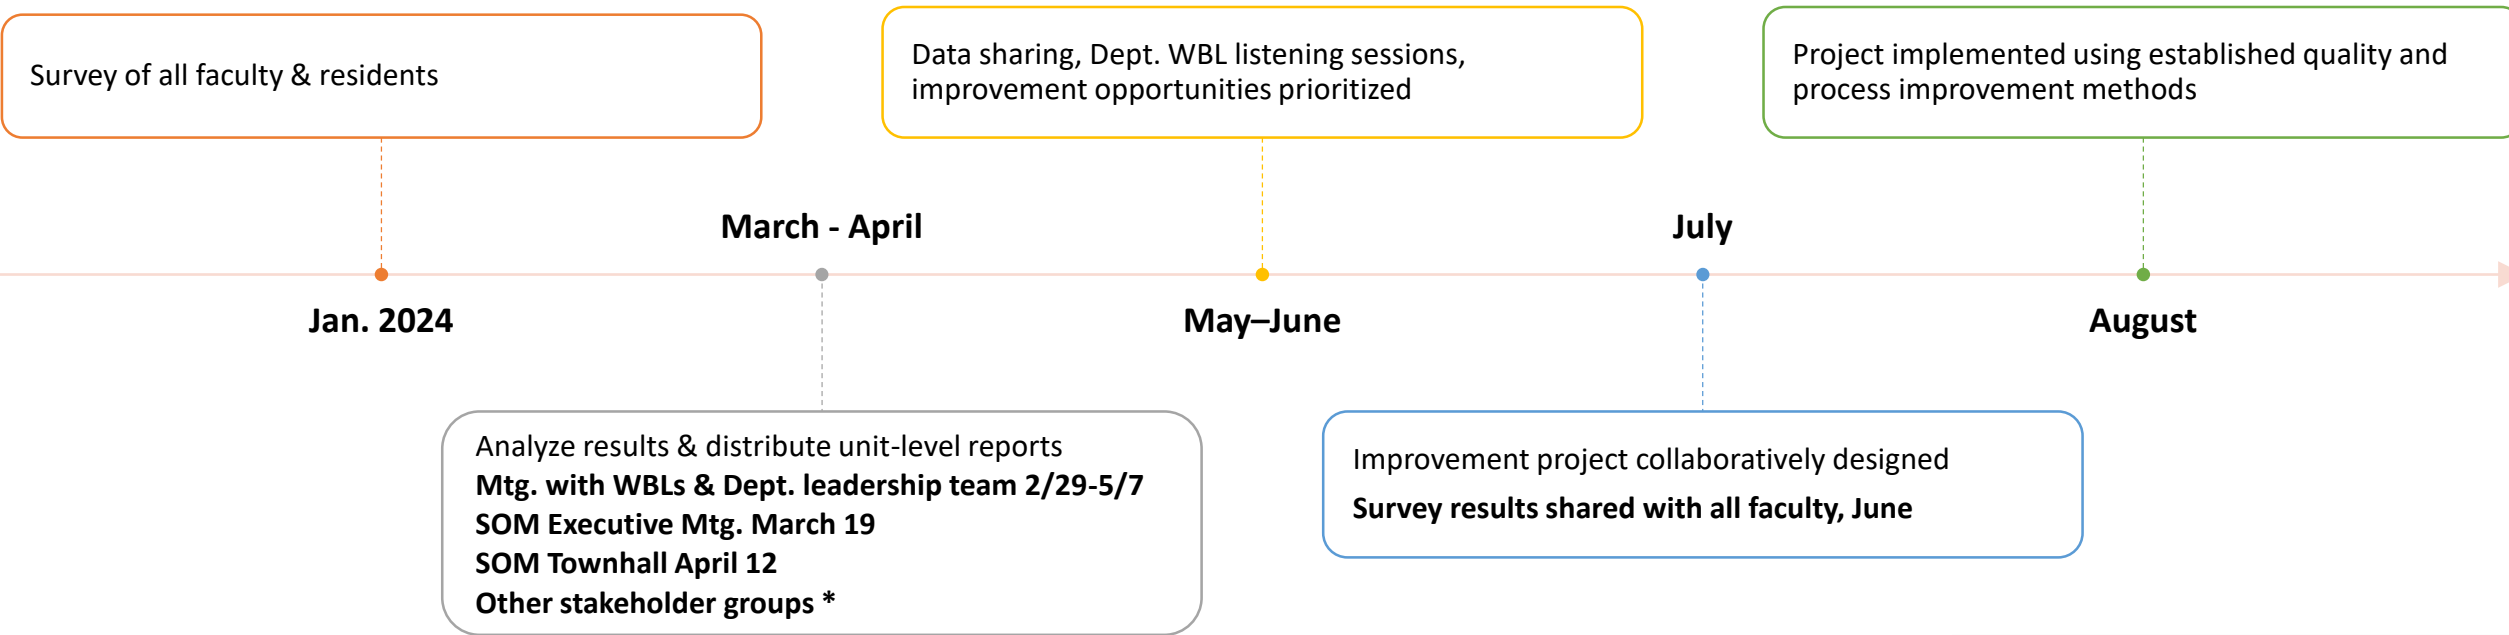 Survey of all faculty & residents
Data sharing, Dept. WBL listening sessions,
improvement opportunities prioritized
Project implemented using established quality and
process improvement methods
March - April
July
Jan. 2024
May–June
August
Analyze results & distribute unit-level reports
Mtg. with WBLs & Dept. leadership team 2/29-5/7
SOM Executive Mtg. March 19
SOM Townhall April 12
Other stakeholder groups *
Improvement project collaboratively designed
Survey results shared with all faculty, June